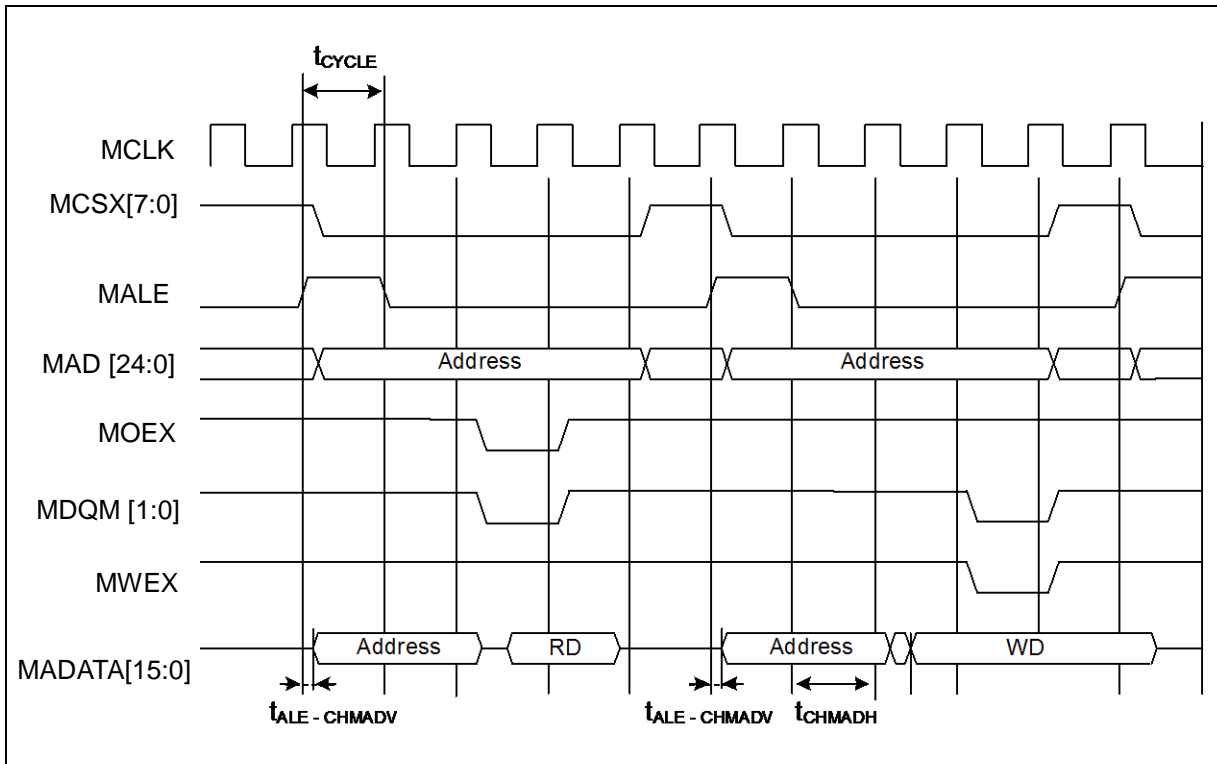 tCYCLE
MCLK
MCSX[7:0]
MALE
MAD [24:0]
Address
Address
MOEX
MDQM [1:0]
MWEX
MADATA[15:0]
Address
RD
Address
WD
tALE - CHMADV
tALE - CHMADV
tCHMADH